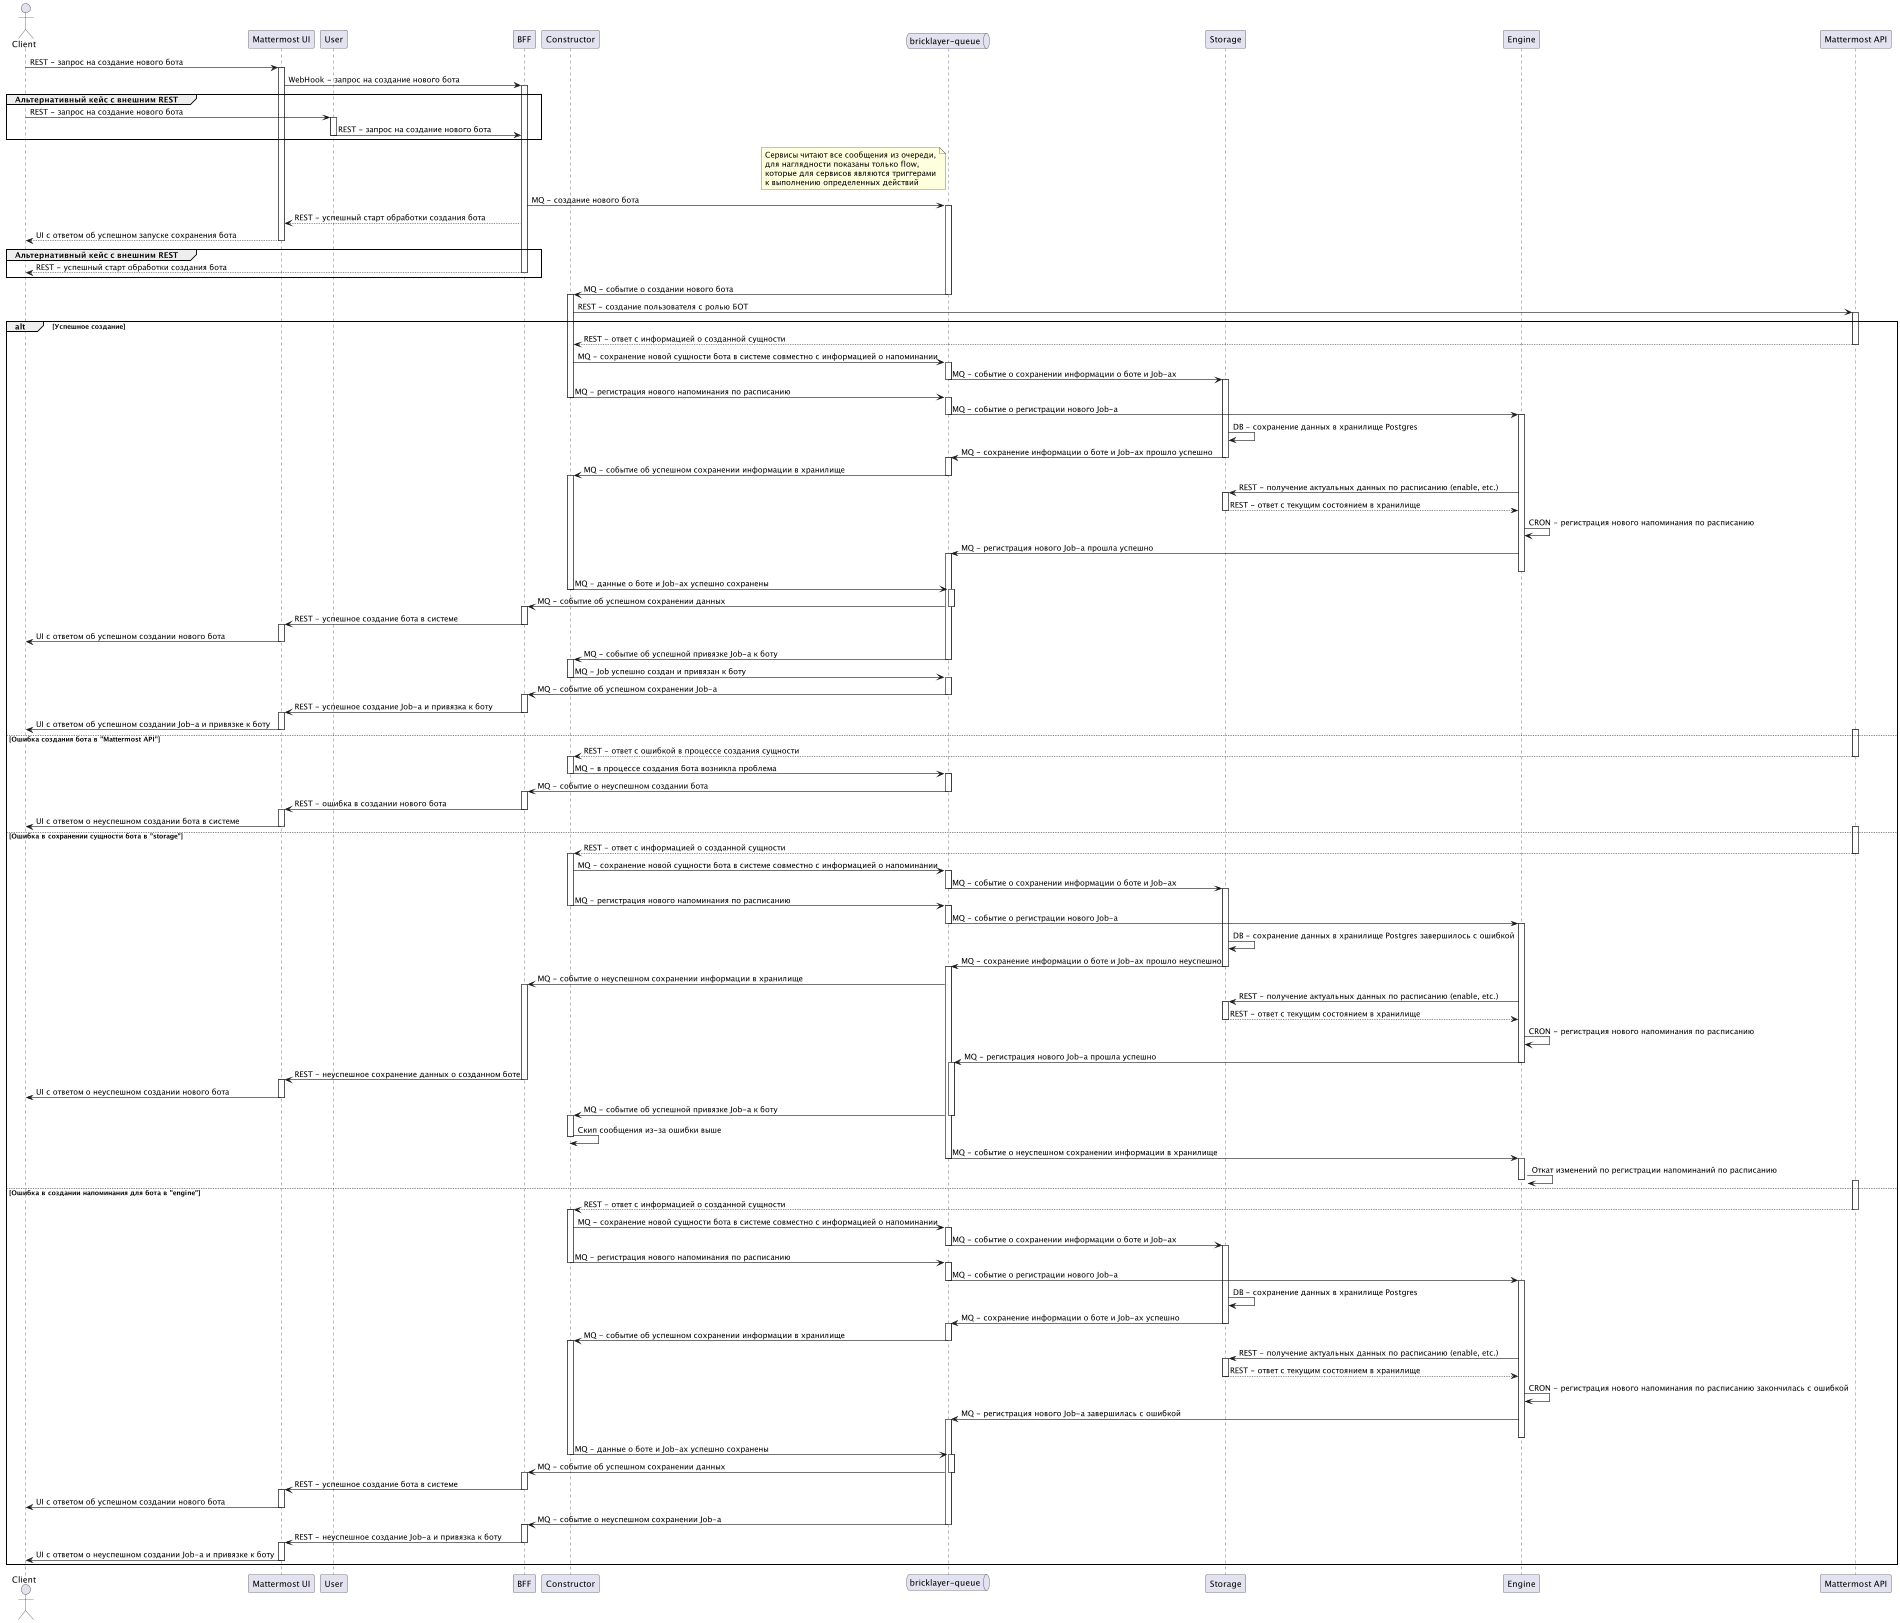 Client
Mattermost UI
User
BFF
Constructor
bricklayer-queue
Storage
Engine
Mattermost API
REST - запрос на создание нового бота
WebHook - запрос на создание нового бота
Альтернативный кейс с внешним REST
REST - запрос на создание нового бота
REST - запрос на создание нового бота
Сервисы читают все сообщения из очереди,
для наглядности показаны только flow,
которые для сервисов являются триггерами
к выполнению определенных действий
MQ - создание нового бота
REST - успешный старт обработки создания бота
UI с ответом об успешном запуске сохранения бота
Альтернативный кейс с внешним REST
REST - успешный старт обработки создания бота
MQ - событие о создании нового бота
REST - создание пользователя с ролью БОТ
alt [Успешное создание]
REST - ответ с информацией о созданной сущности
MQ - сохранение новой сущности бота в системе совместно с информацией о напоминании
MQ - событие о сохранении информации о боте и Job-ах
MQ - регистрация нового напоминания по расписанию
MQ - событие о регистрации нового Job-а
DB - сохранение данных в хранилище Postgres
MQ - сохранение информации о боте и Job-ах прошло успешно
MQ - событие об успешном сохранении информации в хранилище
REST - получение актуальных данных по расписанию (enable, etc.)
REST - ответ с текущим состоянием в хранилище
CRON - регистрация нового напоминания по расписанию
MQ - регистрация нового Job-а прошла успешно
MQ - данные о боте и Job-ах успешно сохранены
MQ - событие об успешном сохранении данных
REST - успешное создание бота в системе
UI с ответом об успешном создании нового бота
MQ - событие об успешной привязке Job-а к боту
MQ - Job успешно создан и привязан к боту
MQ - событие об успешном сохранении Job-а
REST - успешное создание Job-а и привязка к боту
UI с ответом об успешном создании Job-а и привязке к боту
[Ошибка создания бота в "Mattermost API"]
REST - ответ с ошибкой в процессе создания сущности
MQ - в процессе создания бота возникла проблема
MQ - событие о неуспешном создании бота
REST - ошибка в создании нового бота
UI с ответом о неуспешном создании бота в системе
[Ошибка в сохранении сущности бота в "storage"]
REST - ответ с информацией о созданной сущности
MQ - сохранение новой сущности бота в системе совместно с информацией о напоминании
MQ - событие о сохранении информации о боте и Job-ах
MQ - регистрация нового напоминания по расписанию
MQ - событие о регистрации нового Job-а
DB - сохранение данных в хранилище Postgres завершилось с ошибкой
MQ - сохранение информации о боте и Job-ах прошло неуспешно
MQ - событие о неуспешном сохранении информации в хранилище
REST - получение актуальных данных по расписанию (enable, etc.)
REST - ответ с текущим состоянием в хранилище
CRON - регистрация нового напоминания по расписанию
MQ - регистрация нового Job-а прошла успешно
REST - неуспешное сохранение данных о созданном боте
UI с ответом о неуспешном создании нового бота
MQ - событие об успешной привязке Job-а к боту
Скип сообщения из-за ошибки выше
MQ - событие о неуспешном сохранении информации в хранилище
Откат изменений по регистрации напоминаний по расписанию
[Ошибка в создании напоминания для бота в "engine"]
REST - ответ с информацией о созданной сущности
MQ - сохранение новой сущности бота в системе совместно с информацией о напоминании
MQ - событие о сохранении информации о боте и Job-ах
MQ - регистрация нового напоминания по расписанию
MQ - событие о регистрации нового Job-а
DB - сохранение данных в хранилище Postgres
MQ - сохранение информации о боте и Job-ах успешно
MQ - событие об успешном сохранении информации в хранилище
REST - получение актуальных данных по расписанию (enable, etc.)
REST - ответ с текущим состоянием в хранилище
CRON - регистрация нового напоминания по расписанию закончилась с ошибкой
MQ - регистрация нового Job-а завершилась с ошибкой
MQ - данные о боте и Job-ах успешно сохранены
MQ - событие об успешном сохранении данных
REST - успешное создание бота в системе
UI с ответом об успешном создании нового бота
MQ - событие о неуспешном сохранении Job-а
REST - неуспешное создание Job-а и привязка к боту
UI с ответом о неуспешном создании Job-а и привязке к боту
Client
Mattermost UI
User
BFF
Constructor
bricklayer-queue
Storage
Engine
Mattermost API